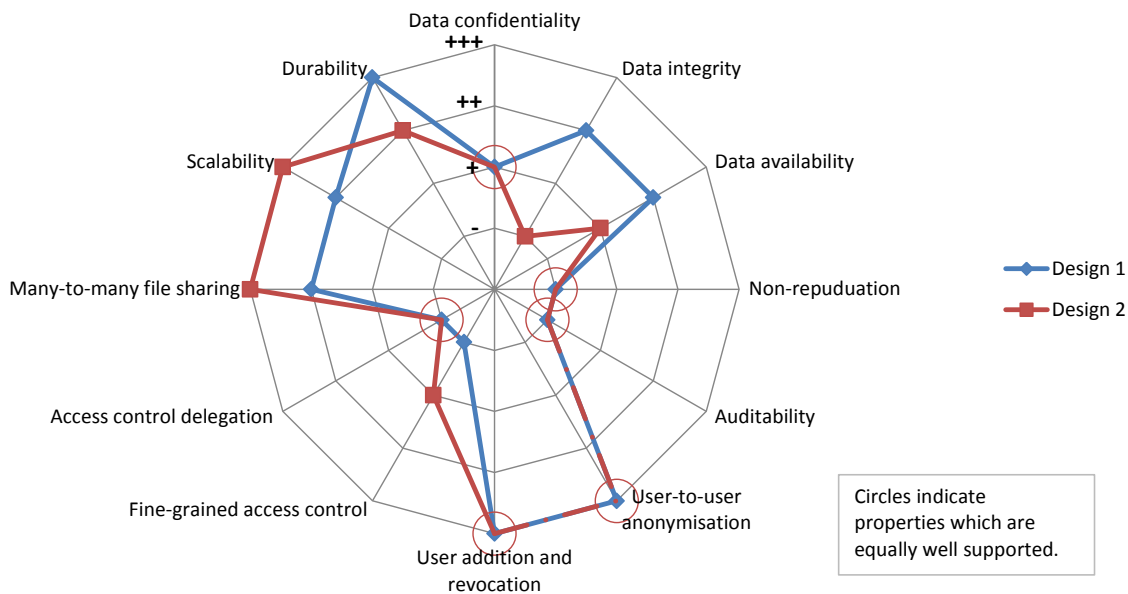 Data confidentiality
+++
Durability
Data integrity
++
Scalability
Data availability
+
-
Many-to-many file sharing
Non-repuduation
Design 1
Design 2
Access control delegation
Auditability
Fine-grained access control
User-to-user
anonymisation
User addition and
revocation
Circles indicate
properties which are
equally well supported.